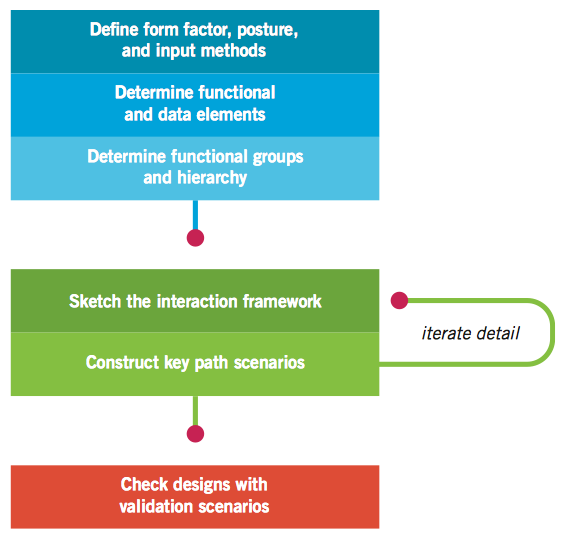 Define form factor, posture,
and input methods
Determine functional
and data elements
Determine functional groups
and hierarchy
Sketch the interaction framework
iterate detail
Construct key path scenarios
Check designs with
validation scenarios